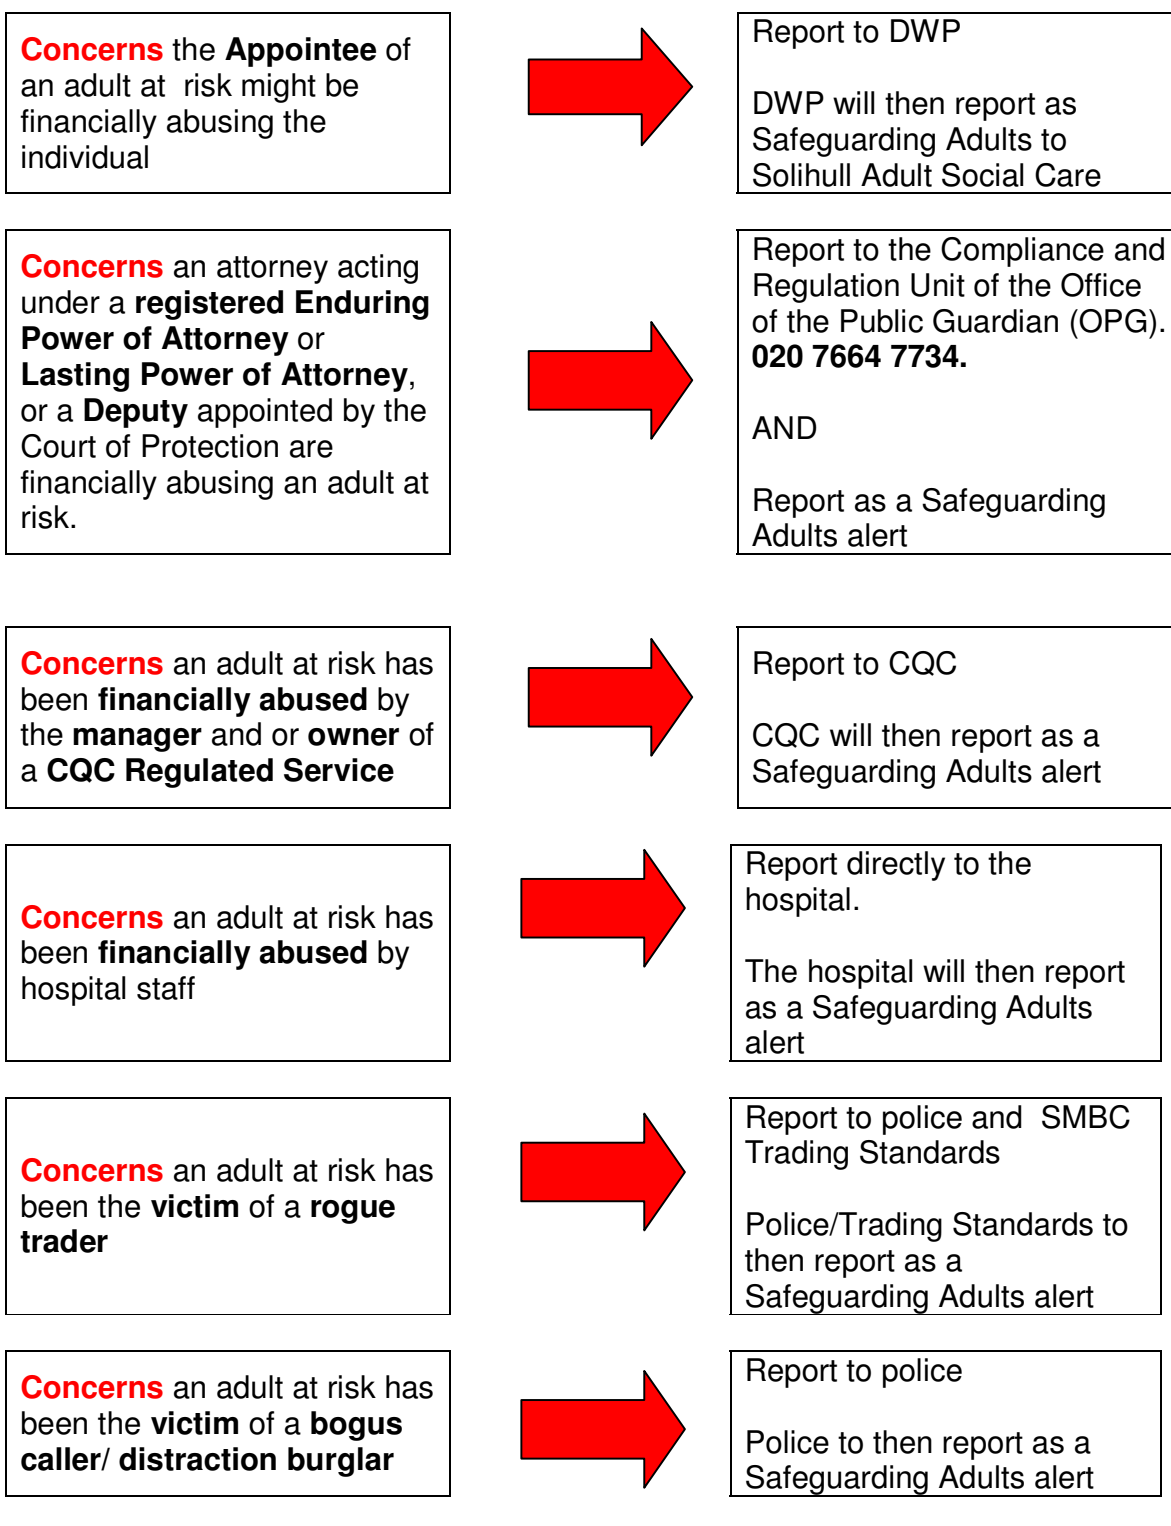 Concerns the Appointee of
an adult at risk might be
financially abusing the
individual
Report to DWP
DWP will then report as
Safeguarding Adults to
Solihull Adult Social Care
Concerns an attorney acting
under a registered Enduring
Power of Attorney or
Lasting Power of Attorney,
or a Deputy appointed by the
Court of Protection are
financially abusing an adult at
risk.
Report to the Compliance and
Regulation Unit of the Office
of the Public Guardian (OPG).
020 7664 7734.
AND
Report as a Safeguarding
Adults alert
Concerns an adult at risk has
been financially abused by
the manager and or owner of
a CQC Regulated Service
Report to CQC
CQC will then report as a
Safeguarding Adults alert
Concerns an adult at risk has
been financially abused by
hospital staff
Report directly to the
hospital.
The hospital will then report
as a Safeguarding Adults
alert
Concerns an adult at risk has
been the victim of a rogue
trader
Report to police and SMBC
Trading Standards
Police/Trading Standards to
then report as a
Safeguarding Adults alert
Concerns an adult at risk has
been the victim of a bogus
caller/ distraction burglar
Report to police
Police to then report as a
Safeguarding Adults alert